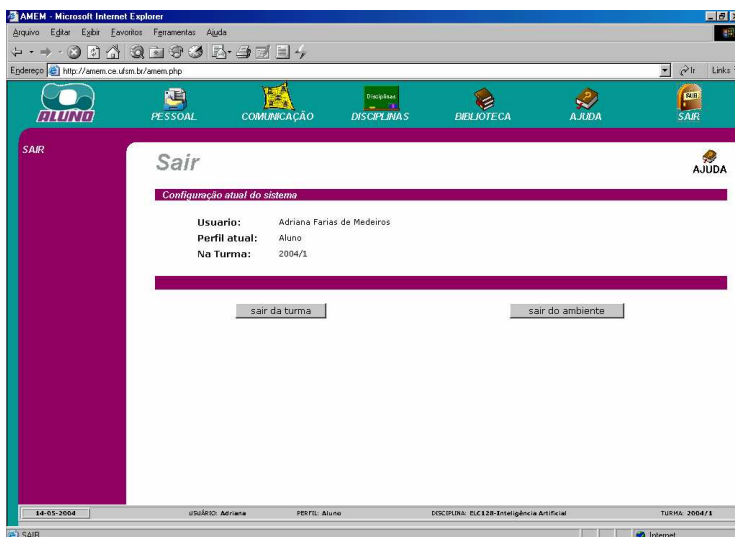 AMEM - Microsoft Internet Explorer
Arquivo Editar Exibir Favoritos Ferramentas Ajuda
Endereço http://amem.ce.ufsm.br/amem.php Ir Links
ALUNO PESSOAL COMUNICAÇÃO Disciplinas DISCIPLINAS BIBLIOTECA AJUDA SAIR
SAIR
Sair
AJUDA
Configuração atual do sistema
Usuario: Adriana Farias de Medeiros
Perfil atual: Aluno
Na Turma: 2004/1
sair da turma sair do ambiente
14-05-2004 USUÁRIO: Adriana PERFIL: Aluno DISCIPLINA: ELC128-Inteligência Artificial TURMA: 2004/1
SAIR Internet